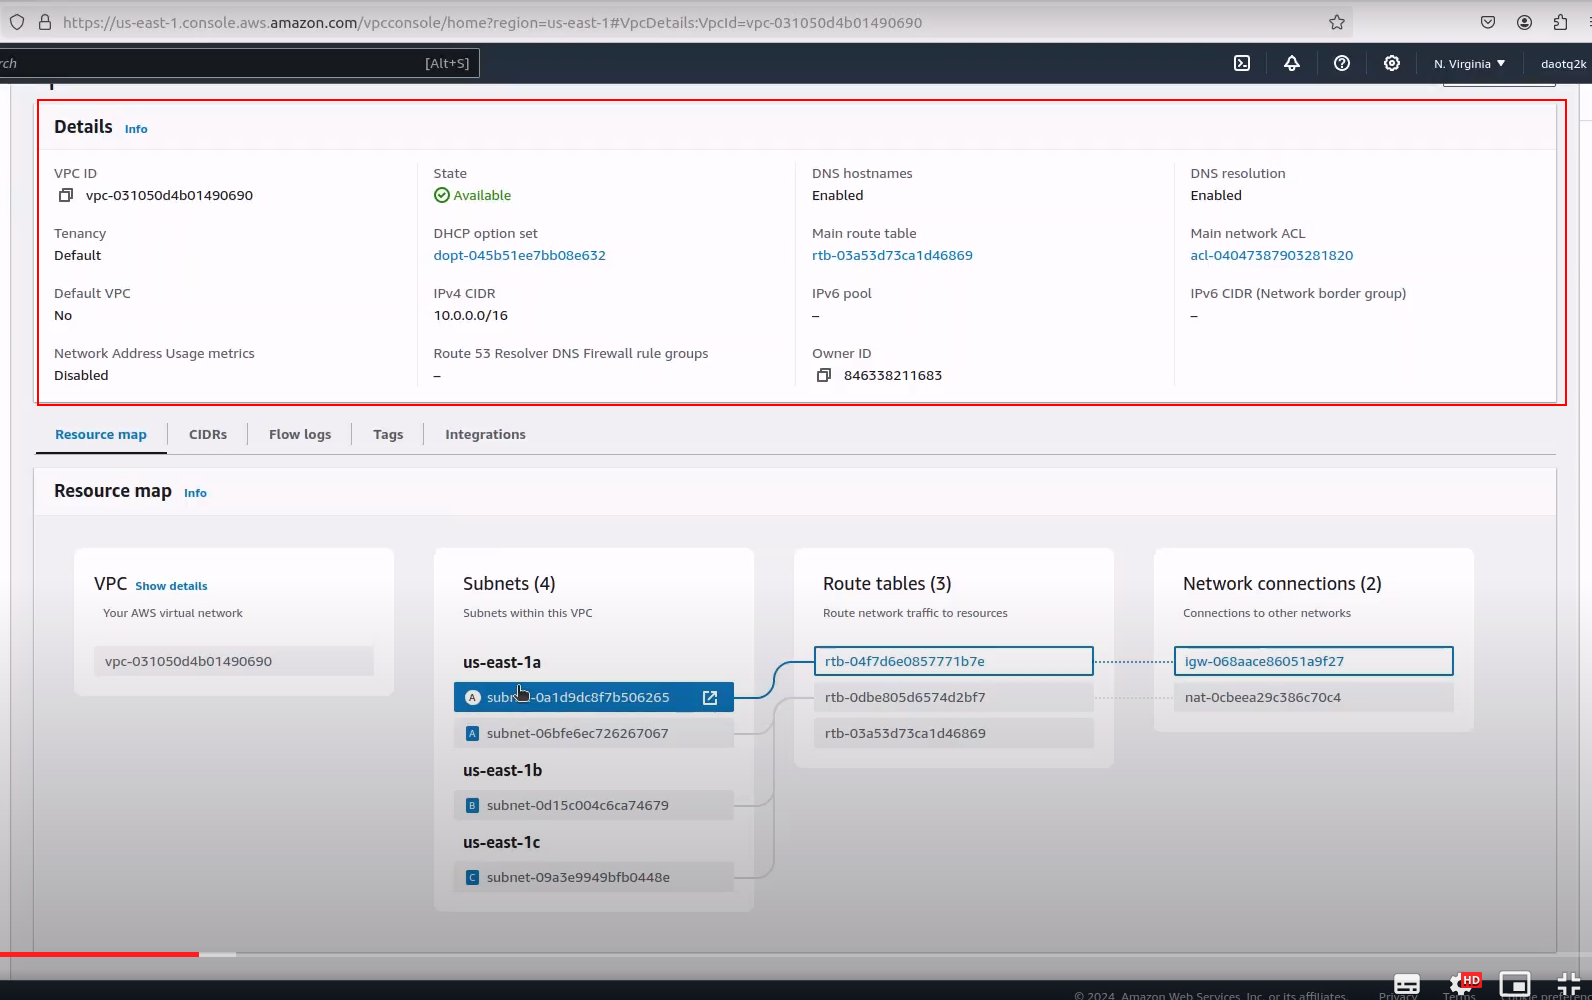 https://us-east-1.console.aws.amazon.com/vpcconsole/home?region=us-east-1#VpcDetails:VpcId=vpc-031050d4b01490690
rch [Alt+S] N. Virginia ▼ daotq2k
Details Info
VPC ID State DNS hostnames DNS resolution
vpc-031050d4b01490690 Available Enabled Enabled
Tenancy DHCP option set Main route table Main network ACL
Default dopt-045b51ee7bb08e632 rtb-03a53d73ca1d46869 acl-04047387903281820
Default VPC IPv4 CIDR IPv6 pool IPv6 CIDR (Network border group)
No 10.0.0.0/16 – –
Network Address Usage metrics Route 53 Resolver DNS Firewall rule groups Owner ID
Disabled – 846338211683
Resource map CIDRs Flow logs Tags Integrations
Resource map Info
VPC Show details
Your AWS virtual network
vpc-031050d4b01490690
Subnets (4)
Subnets within this VPC
us-east-1a
A subnet-0a1d9dc8f7b506265
A subnet-06bfe6ec726267067
us-east-1b
B subnet-0d15c004c6ca74679
us-east-1c
C subnet-09a3e9949bfb0448e
Route tables (3)
Route network traffic to resources
rtb-04f7d6e0857771b7e
rtb-0dbe805d6574d2bf7
rtb-03a53d73ca1d46869
Network connections (2)
Connections to other networks
igw-068aace86051a9f27
nat-0cbeea29c386c70c4
HD
© 2024, Amazon Web Services, Inc. or its affiliates. Privacy Terms preferences